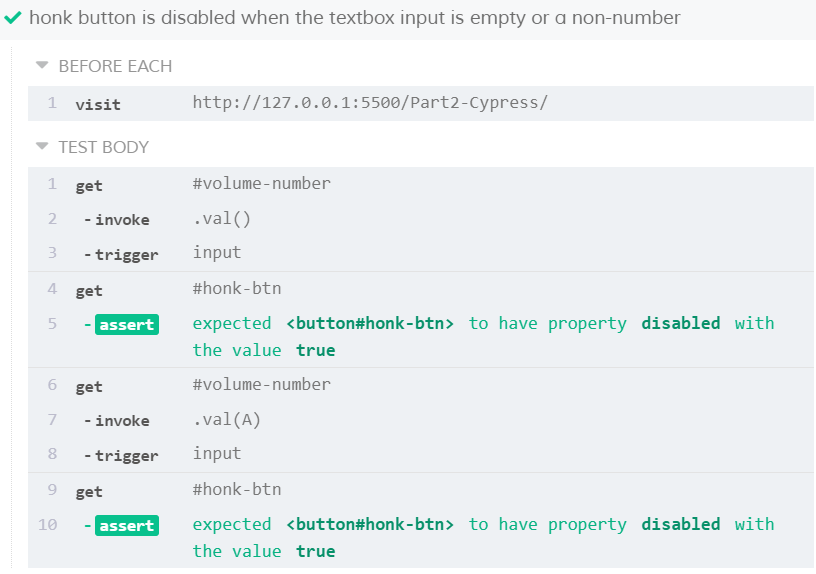 honk button is disabled when the textbox input is empty or a non-number
BEFORE EACH
1 visit http://127.0.0.1:5500/Part2-Cypress/
TEST BODY
1 get #volume-number
2 -invoke .val()
3 -trigger input
4 get #honk-btn
5 -assert expected <button#honk-btn> to have property disabled with
the value true
6 get #volume-number
7 -invoke .val(A)
8 -trigger input
9 get #honk-btn
10 -assert expected <button#honk-btn> to have property disabled with
the value true